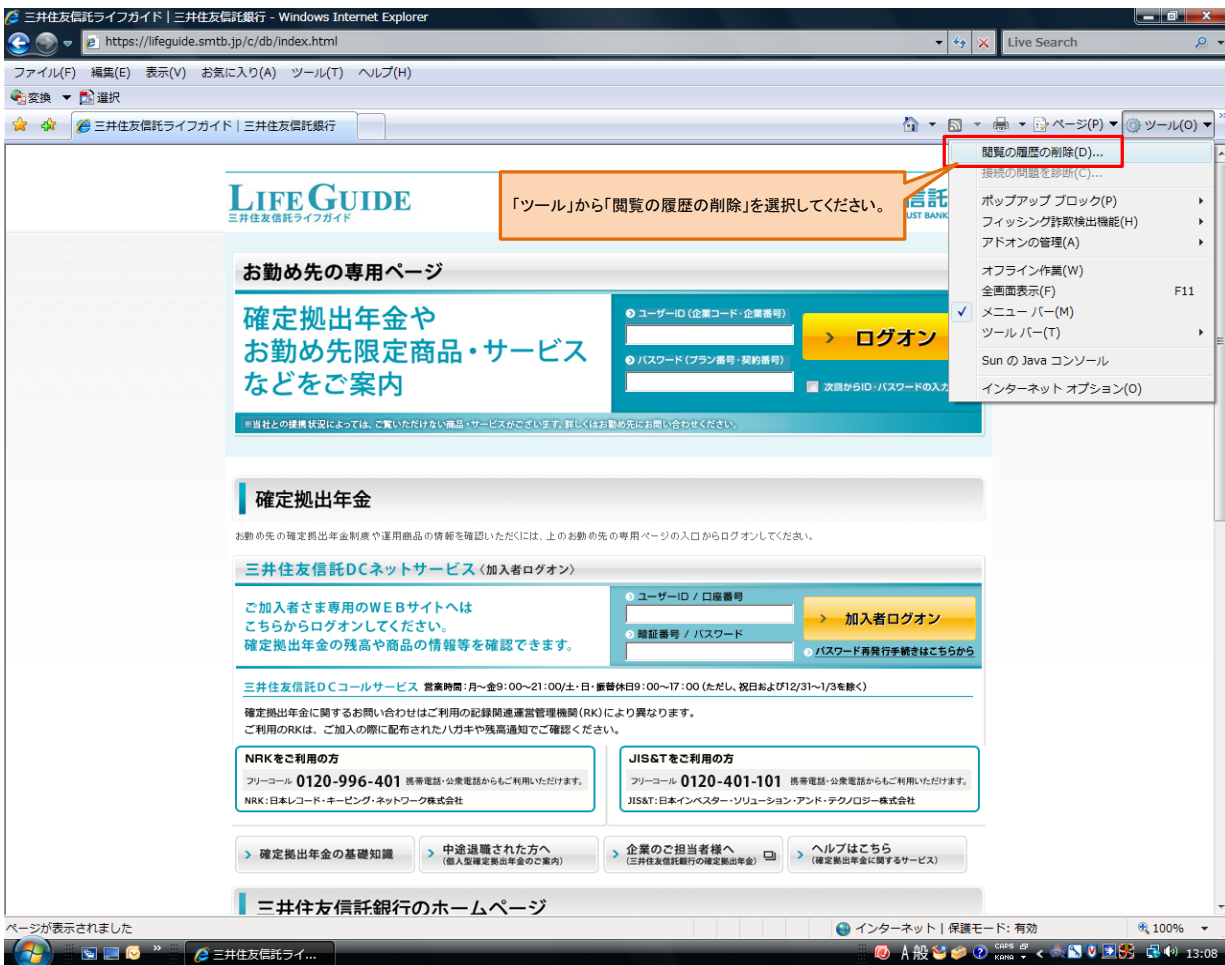 三井住友信託ライフガイド | 三井住友信託銀行 - Windows Internet Explorer
https://lifeguide.smtb.jp/c/db/index.html
Live Search
ファイル(F) 編集(E) 表示(V) お気に入り(A) ツール(T) ヘルプ(H)
変換 選択
三井住友信託ライフガイド | 三井住友信託銀行
ページ(P) ツール(O)
閲覧の履歴の削除(D)...
接続の問題を診断(C)...
ポップアップ ブロック(P)
フィッシング詐欺検出機能(H)
アドオンの管理(A)
オフライン作業(W)
全画面表示(F) F11
メニュー バー(M)
ツール バー(T)
Sun の Java コンソール
インターネット オプション(O)
LIFE GUIDE
三井住友信託ライフガイド
「ツール」から「閲覧の履歴の削除」を選択してください。
信託
UST BANK
お勤め先の専用ページ
確定拠出年金や
お勤め先限定商品・サービス
などをご案内
ユーザーID (企業コード・企業番号)
パスワード (プラン番号・契約番号)
ログオン
次回からID・パスワードの入力
※当社との提携状況によっては、ご覧いただけない商品・サービスがございます。詳しくはお勤め先にお問い合わせください。
確定拠出年金
お勤め先の確定拠出年金制度や運用商品の情報を確認いただくには、上のお勤め先の専用ページの入口からログオンしてください。
三井住友信託DCネットサービス〈加入者ログオン〉
ご加入者さま専用のWEBサイトへは
こちらからログオンしてください。
確定拠出年金の残高や商品の情報等を確認できます。
ユーザーID / 口座番号
暗証番号 / パスワード
加入者ログオン
パスワード再発行手続きはこちらから
三井住友信託DCコールサービス 営業時間：月〜金9:00〜21:00/土・日・振替休日9:00〜17:00 (ただし、祝日および12/31〜1/3を除く)
確定拠出年金に関するお問い合わせはご利用の記録関連運営管理機関(RK)により異なります。
ご利用のRKは、ご加入の際に配布されたハガキや残高通知でご確認ください。
NRKをご利用の方
フリーコール 0120-996-401 携帯電話・公衆電話からもご利用いただけます。
NRK：日本レコード・キーピング・ネットワーク株式会社
JIS&Tをご利用の方
フリーコール 0120-401-101 携帯電話・公衆電話からもご利用いただけます。
JIS&T：日本インベスター・ソリューション・アンド・テクノロジー株式会社
確定拠出年金の基礎知識
中途退職された方へ
(個人型確定拠出年金のご案内)
企業のご担当者様へ
(三井住友信託銀行の確定拠出年金)
ヘルプはこちら
(確定拠出年金に関するサービス)
三井住友信託銀行のホームページ
ページが表示されました
インターネット | 保護モード: 有効
100%
三井住友信託ライ...
A 般
CAPS
KANA
13:08